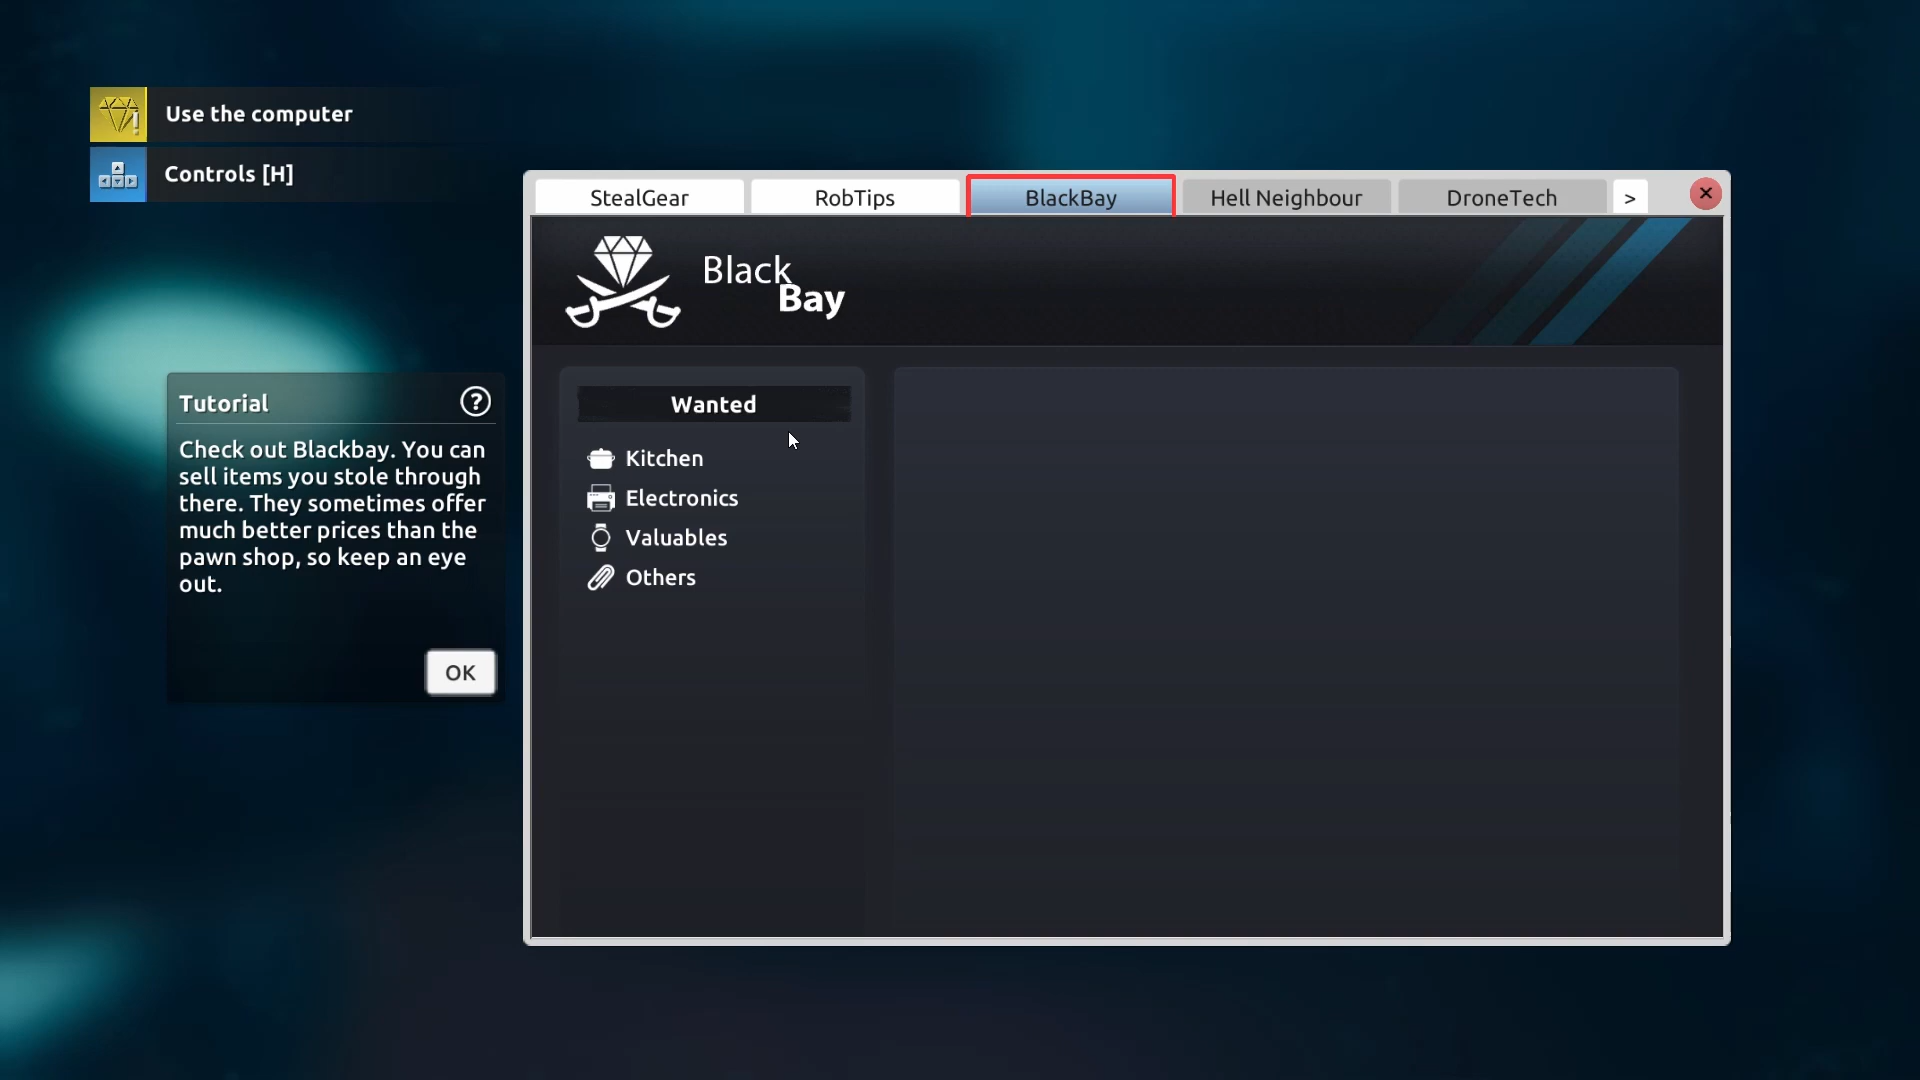 Use the computer
Controls [H]
StealGear
RobTips
BlackBay
Hell Neighbour
DroneTech
>
Black
Bay
Tutorial
?
Check out Blackbay. You can
sell items you stole through
there. They sometimes offer
much better prices than the
pawn shop, so keep an eye
out.
OK
Wanted
Kitchen
Electronics
Valuables
Others